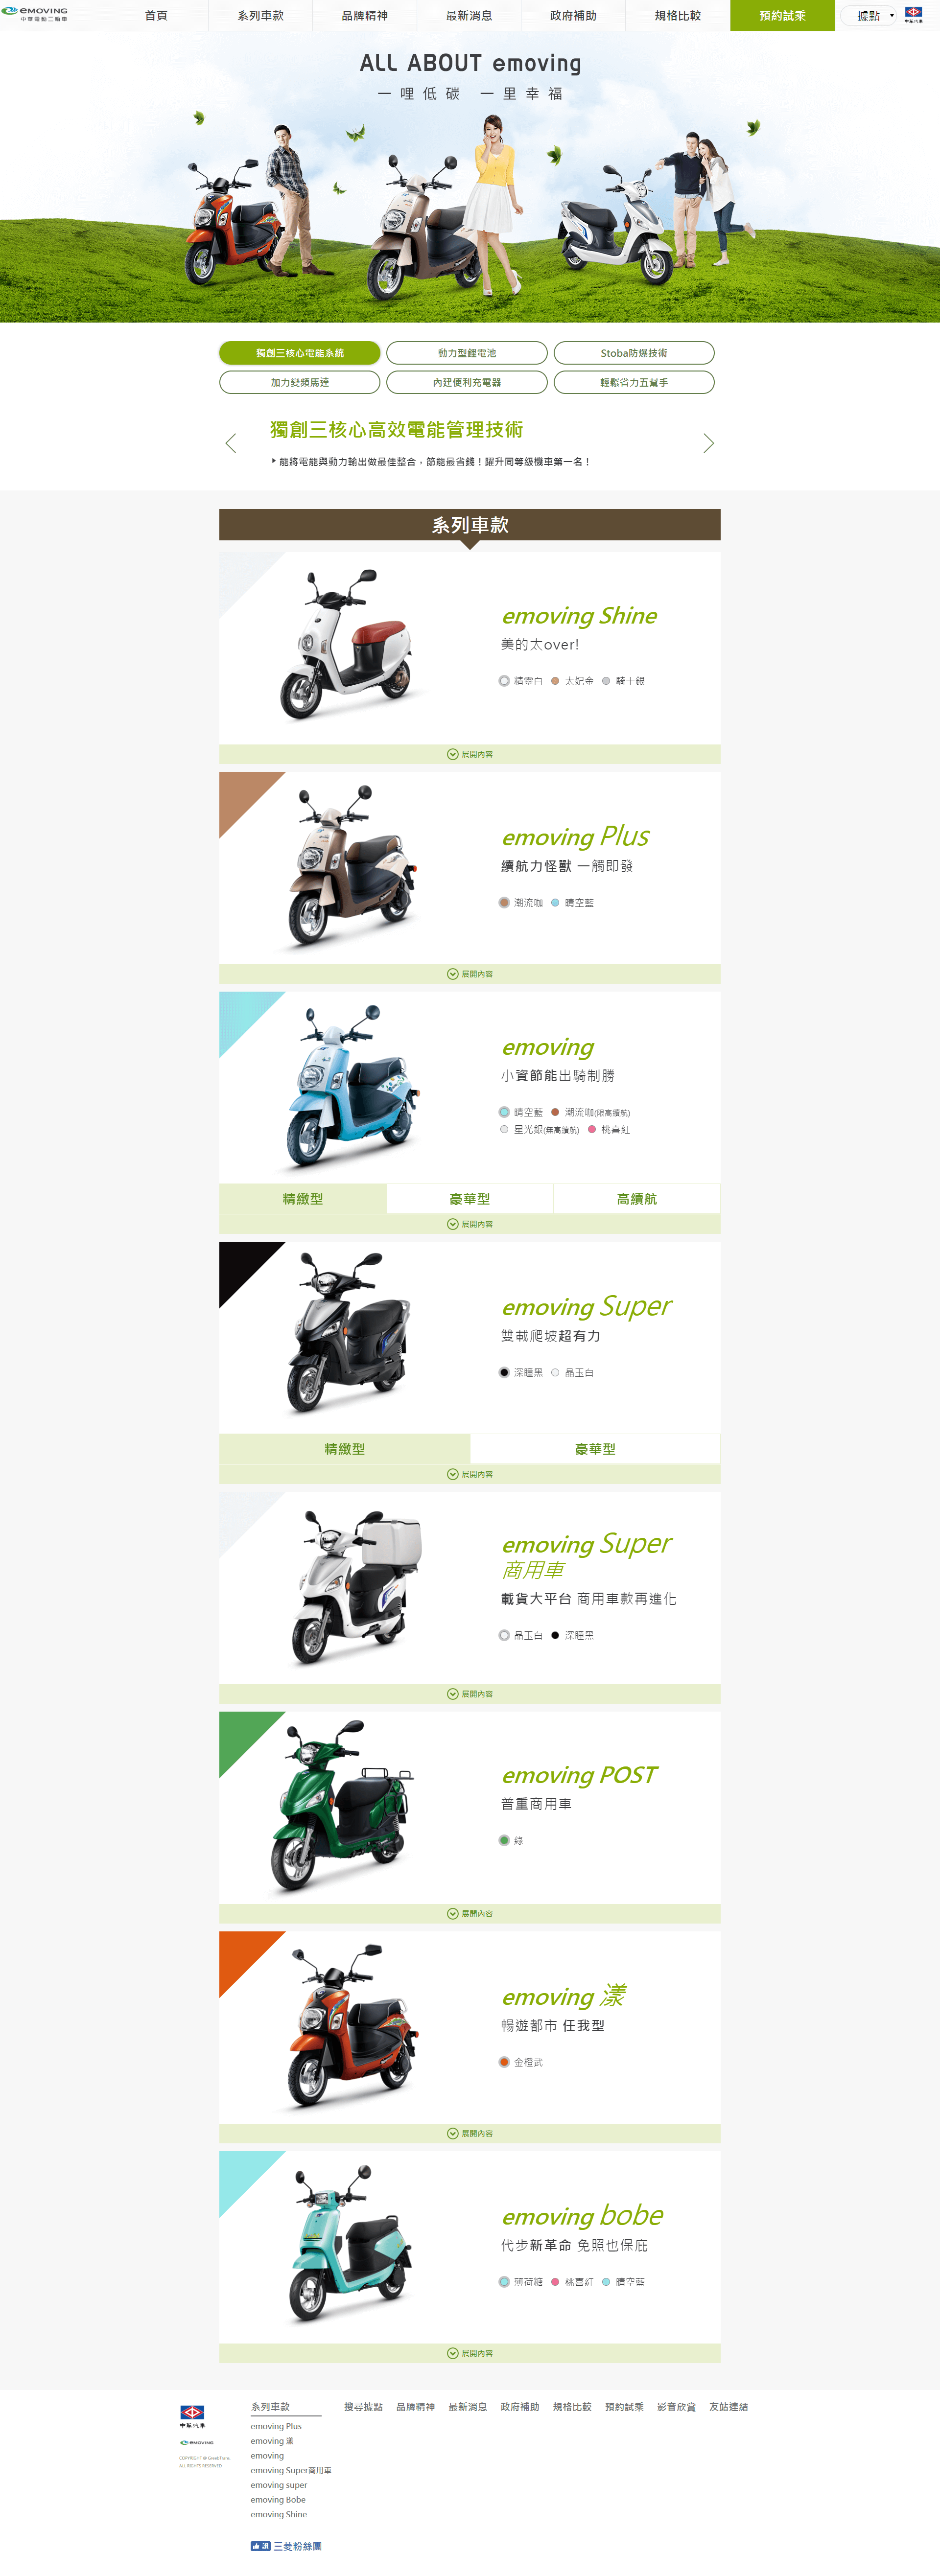 eMOVING
中華電動二輪車
首頁
系列車款
品牌精神
最新消息
政府補助
規格比較
預約試乘
據點
中華汽車
ALL ABOUT emoving
一哩低碳 一里幸福
獨創三核心電能系統
動力型鋰電池
Stoba防爆技術
加力變頻馬達
內建便利充電器
輕鬆省力五幫手
獨創三核心高效電能管理技術
能將電能與動力輸出做最佳整合，節能最省錢！躍升同等級機車第一名！
系列車款
emoving Shine
美的太over!
精靈白 太妃金 騎士銀
展開內容
emoving Plus
續航力怪獸 一觸即發
潮流咖 晴空藍
展開內容
emoving
小資節能出騎制勝
晴空藍 潮流咖(限高續航)
星光銀(無高續航) 桃喜紅
精緻型 豪華型 高續航
展開內容
emoving Super
雙載爬坡超有力
深瞳黑 晶玉白
精緻型 豪華型
展開內容
emoving Super
商用車
載貨大平台 商用車款再進化
晶玉白 深瞳黑
展開內容
emoving POST
普重商用車
綠
展開內容
emoving 漾
暢遊都市 任我型
金橙武
展開內容
emoving bobe
代步新革命 免照也保庇
薄荷糖 桃喜紅 晴空藍
展開內容
中華汽車
eMOVING
COPYRIGHT @ GreenTrans.
ALL RIGHTS RESERVED
系列車款
emoving Plus
emoving 漾
emoving
emoving Super商用車
emoving super
emoving Bobe
emoving Shine
搜尋據點
品牌精神
最新消息
政府補助
規格比較
預約試乘
影音欣賞
友站連結
讚 三菱粉絲團